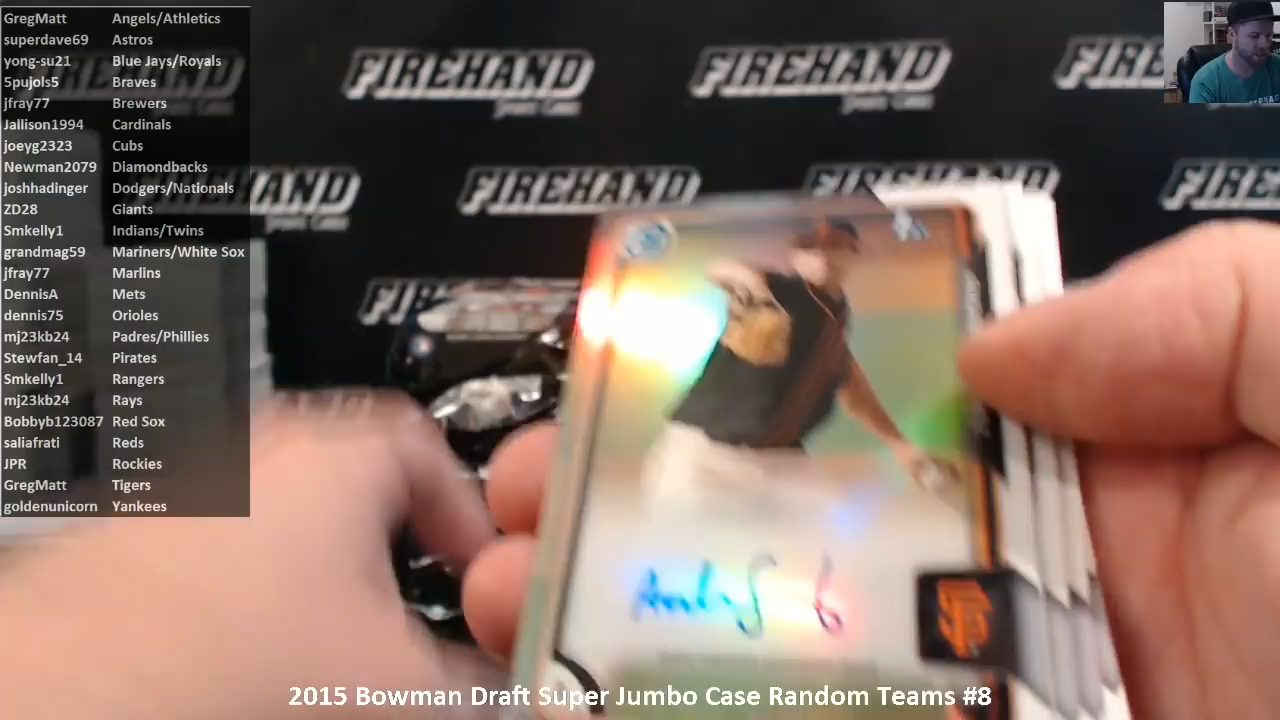 GregMatt Angels/Athletics
superdave69 Astros
yong-su21 Blue Jays/Royals
5pujols5 Braves
jfray77 Brewers
Jallison1994 Cardinals
joeyg2323 Cubs
Newman2079 Diamondbacks
joshhadinger Dodgers/Nationals
ZD28 Giants
Smkelly1 Indians/Twins
grandmag59 Mariners/White Sox
jfray77 Marlins
DennisA Mets
dennis75 Orioles
mj23kb24 Padres/Phillies
Stewfan_14 Pirates
Smkelly1 Rangers
mj23kb24 Rays
Bobbyb123087 Red Sox
saliafrati Reds
JPR Rockies
GregMatt Tigers
goldenunicorn Yankees
FIREHAND
FIREHAND
FIREHAND
FIREHAND
FIREHAND
SF
2015 Bowman Draft Super Jumbo Case Random Teams #8